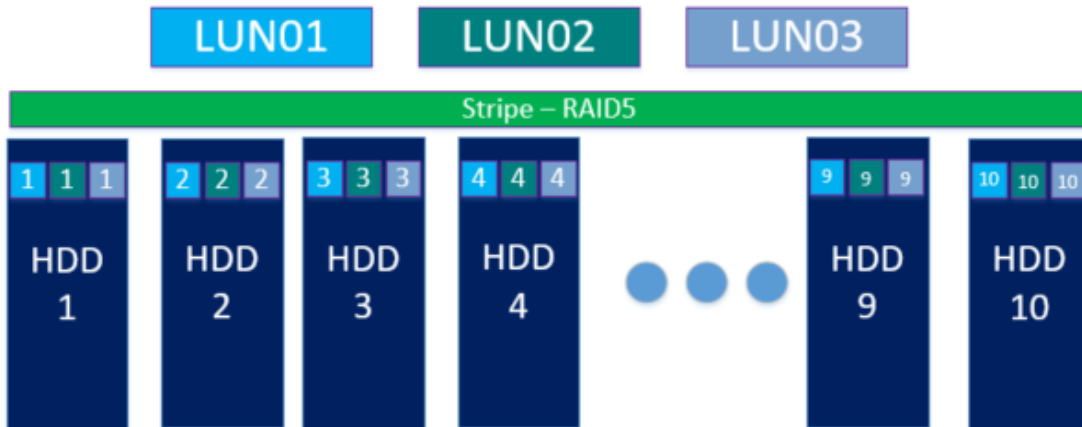 LUN01 LUN02 LUN03
Stripe – RAID5
1 1 1 2 2 2 3 3 3 4 4 4 9 9 9 10 10 10
HDD HDD HDD HDD HDD HDD
1 2 3 4 9 10